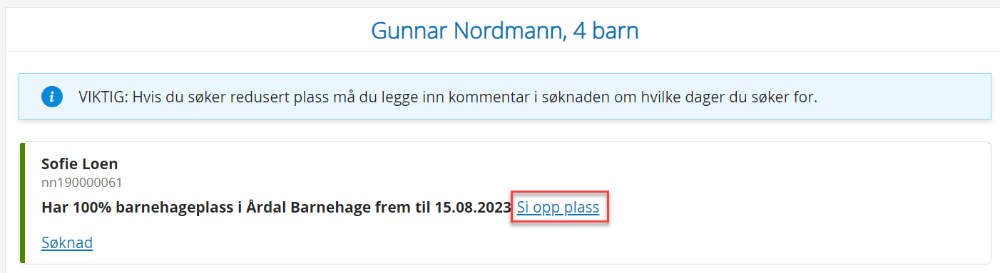 Gunnar Nordmann, 4 barn
VIKTIG: Hvis du søker redusert plass må du legge inn kommentar i søknaden om hvilke dager du søker for.
Sofie Loen
nn190000061
Har 100% barnehageplass i Årdal Barnehage frem til 15.08.2023 Si opp plass
Søknad